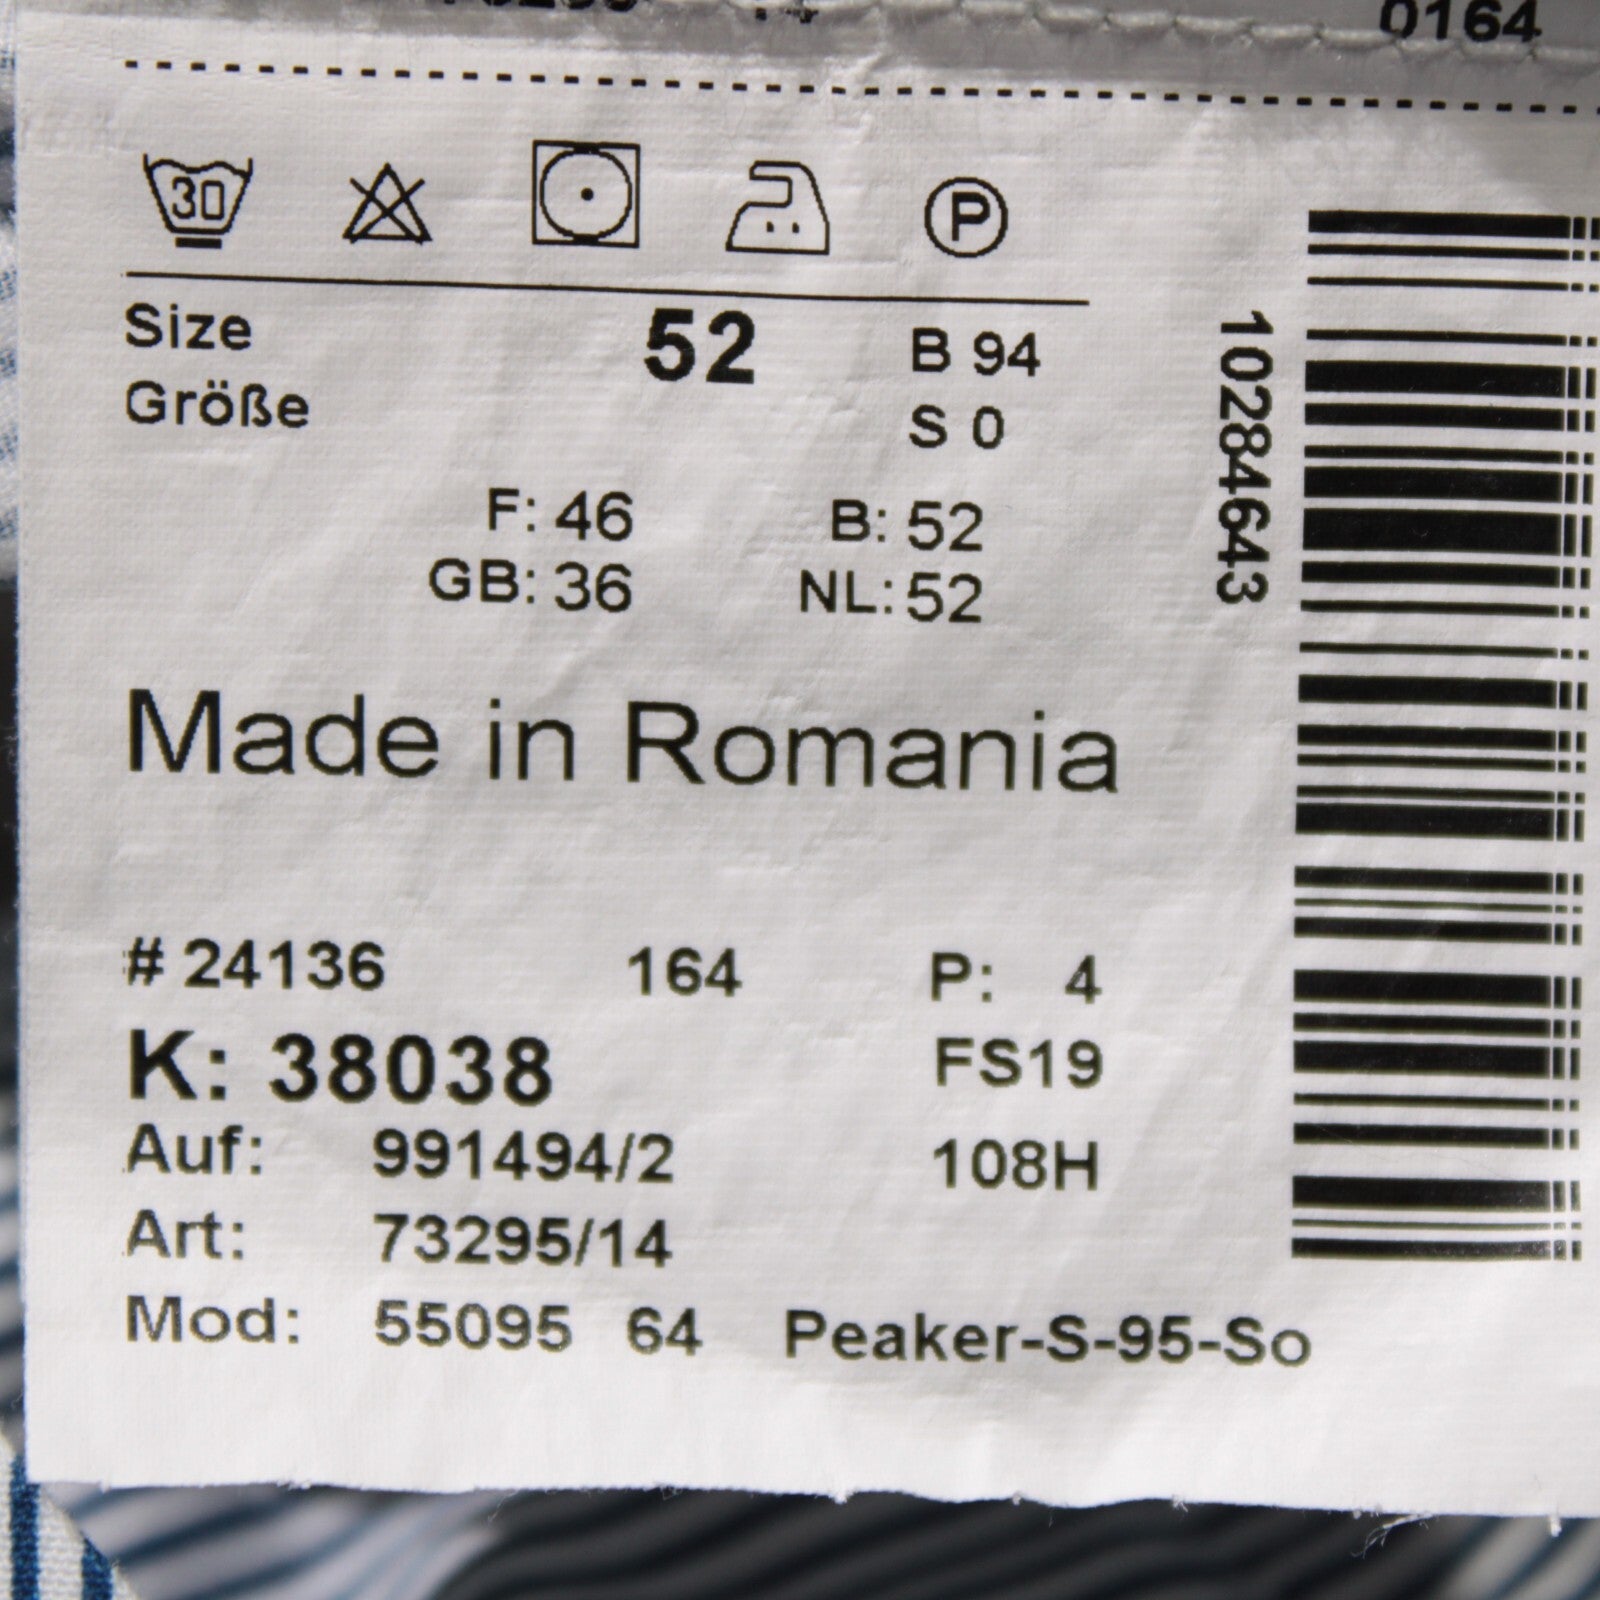 0164
30
P
Size 52 B 94
Größe S 0
F: 46 B: 52
GB: 36 NL: 52
10284643
Made in Romania
# 24136 164 P: 4
K: 38038 FS19
Auf: 991494/2 108H
Art: 73295/14
Mod: 55095 64 Peaker-S-95-So